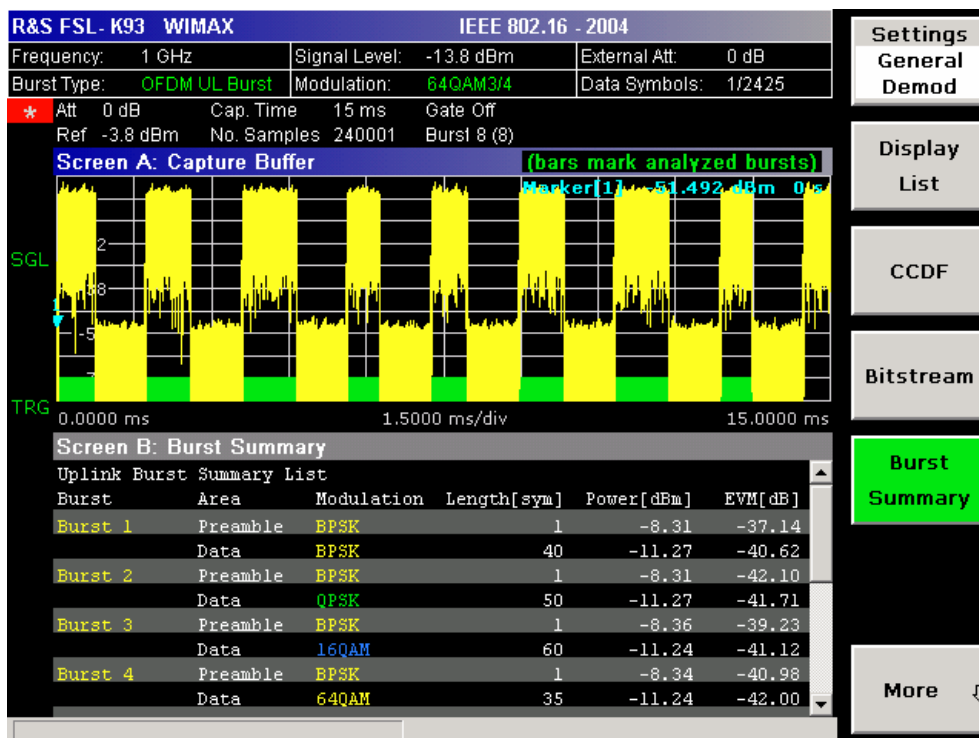 R&S FSL- K93 WIMAX IEEE 802.16 - 2004
Frequency: 1 GHz Signal Level: -13.8 dBm External Att: 0 dB
Burst Type: OFDM UL Burst Modulation: 64QAM3/4 Data Symbols: 1/2425
* Att 0 dB Cap. Time 15 ms Gate Off
Ref -3.8 dBm No. Samples 240001 Burst 8 (8)
Screen A: Capture Buffer (bars mark analyzed bursts)
Marker[1] -51.492 dBm 0 s
SGL
1
TRG
0.0000 ms 1.5000 ms/div 15.0000 ms
Screen B: Burst Summary
Uplink Burst Summary List
Burst Area Modulation Length[sym] Power[dBm] EVM[dB]
Burst 1 Preamble BPSK 1 -8.31 -37.14
Data BPSK 40 -11.27 -40.62
Burst 2 Preamble BPSK 1 -8.31 -42.10
Data QPSK 50 -11.27 -41.71
Burst 3 Preamble BPSK 1 -8.36 -39.23
Data 16QAM 60 -11.24 -41.12
Burst 4 Preamble BPSK 1 -8.34 -40.98
Data 64QAM 35 -11.24 -42.00
Settings
General
Demod
Display
List
CCDF
Bitstream
Burst
Summary
More